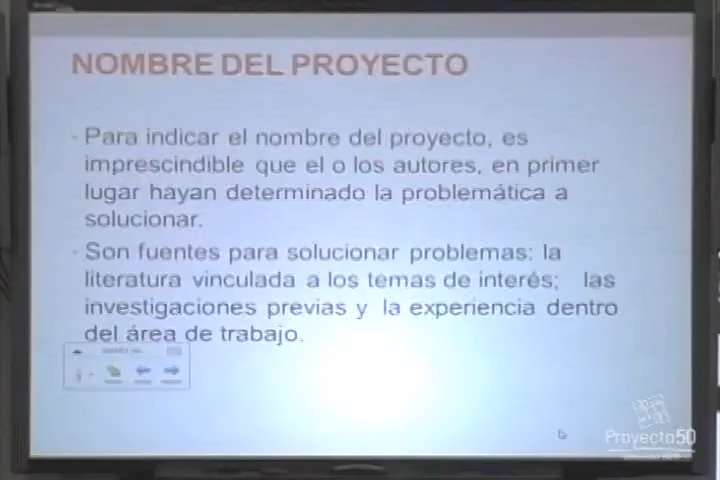 NOMBRE DEL PROYECTO
- Para indicar el nombre del proyecto, es
imprescindible que el o los autores, en primer
lugar hayan determinado la problemática a
solucionar.
- Son fuentes para solucionar problemas: la
literatura vinculada a los temas de interés; las
investigaciones previas y la experiencia dentro
del área de trabajo.
Proyecto50